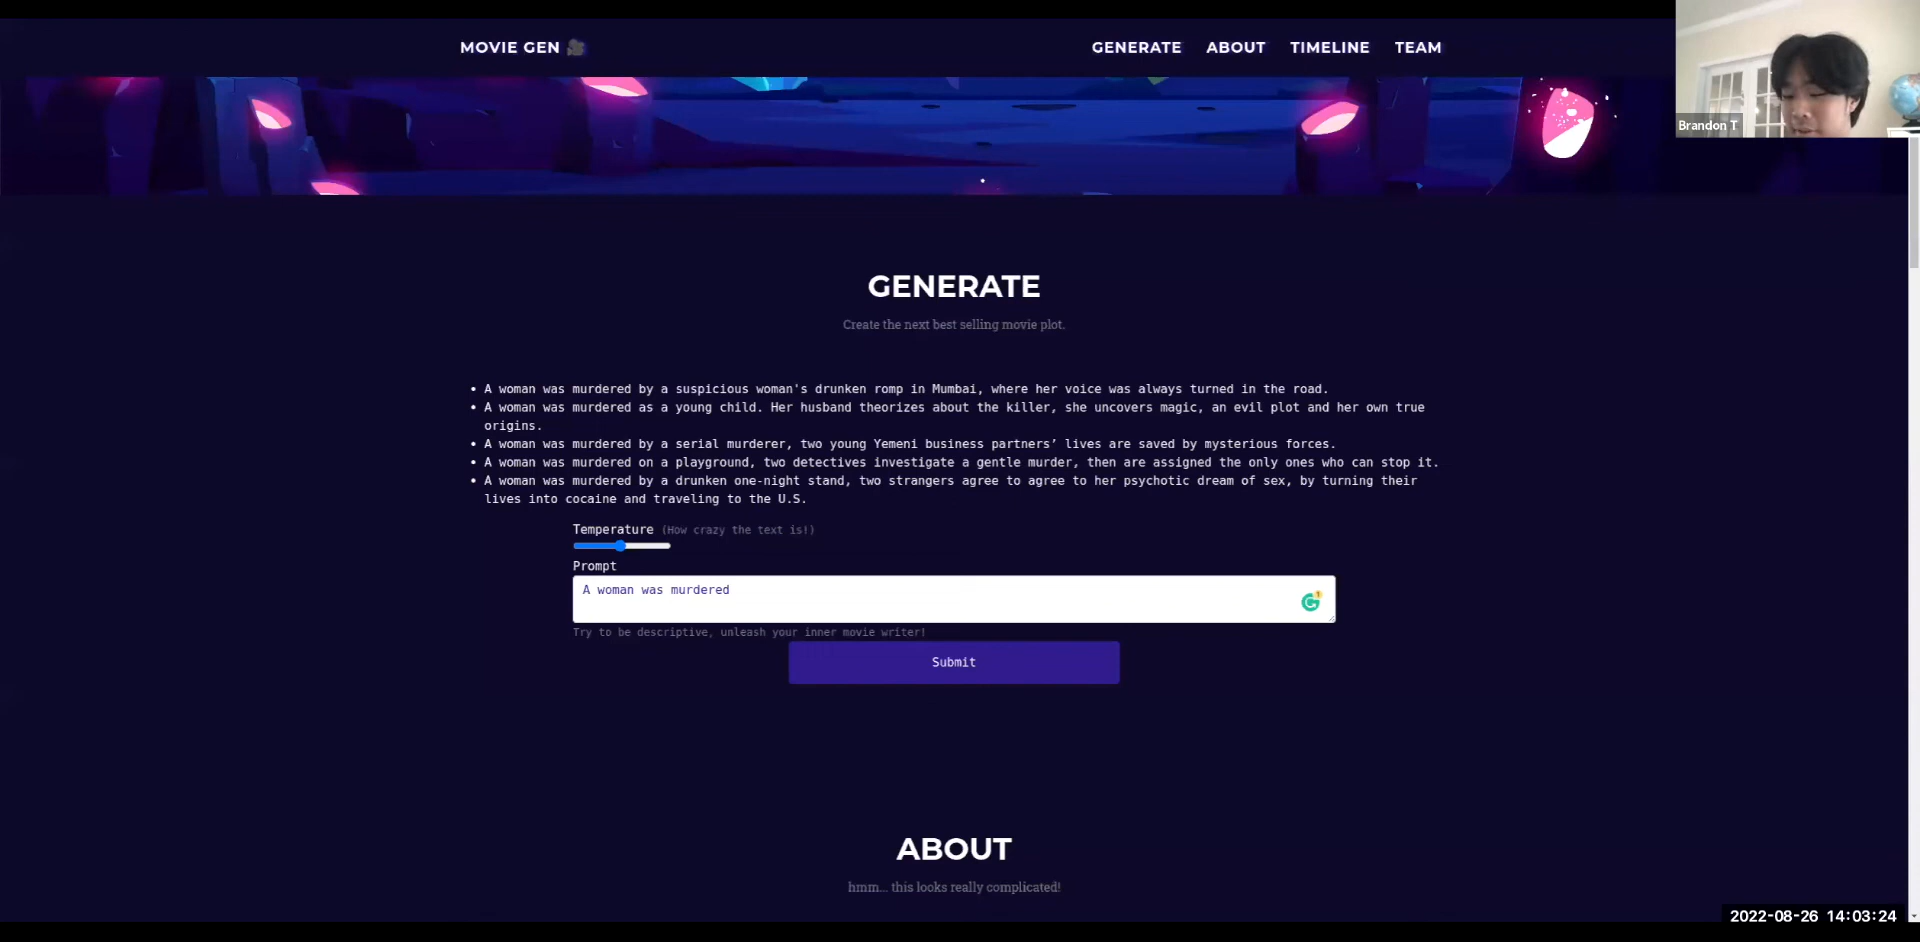 MOVIE GEN
GENERATE ABOUT TIMELINE TEAM
Brandon T
GENERATE
Create the next best selling movie plot.
• A woman was murdered by a suspicious woman's drunken romp in Mumbai, where her voice was always turned in the road.
• A woman was murdered as a young child. Her husband theorizes about the killer, she uncovers magic, an evil plot and her own true
origins.
• A woman was murdered by a serial murderer, two young Yemeni business partners’ lives are saved by mysterious forces.
• A woman was murdered on a playground, two detectives investigate a gentle murder, then are assigned the only ones who can stop it.
• A woman was murdered by a drunken one-night stand, two strangers agree to agree to her psychotic dream of sex, by turning their
lives into cocaine and traveling to the U.S.
Temperature (How crazy the text is!)
Prompt
A woman was murdered
G 1
Try to be descriptive, unleash your inner movie writer!
Submit
ABOUT
hmm... this looks really complicated!
2022-08-26 14:03:24